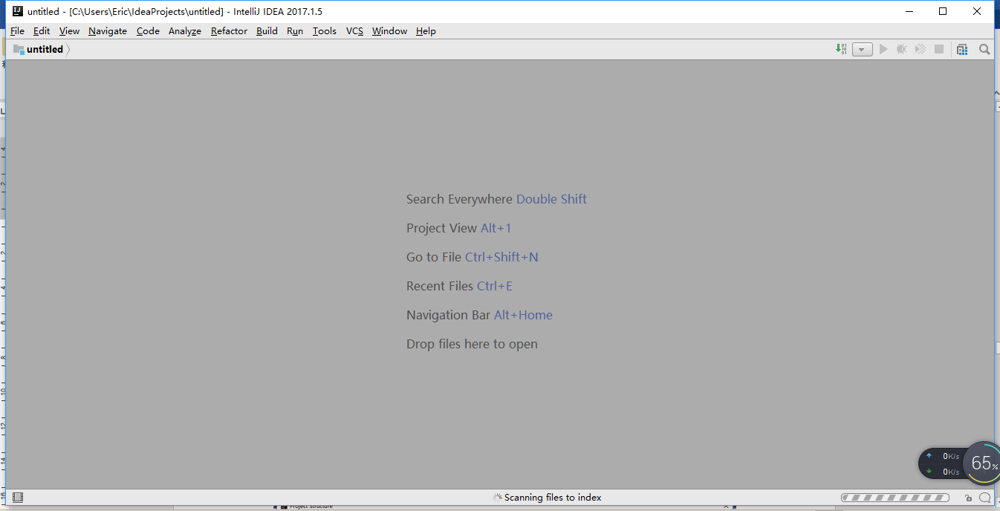 untitled - [C:\Users\Eric\IdeaProjects\untitled] - IntelliJ IDEA 2017.1.5
File Edit View Navigate Code Analyze Refactor Build Run Tools VCS Window Help
untitled
Search Everywhere Double Shift
Project View Alt+1
Go to File Ctrl+Shift+N
Recent Files Ctrl+E
Navigation Bar Alt+Home
Drop files here to open
0K/s
65%
0K/s
Scanning files to index
Project Structure